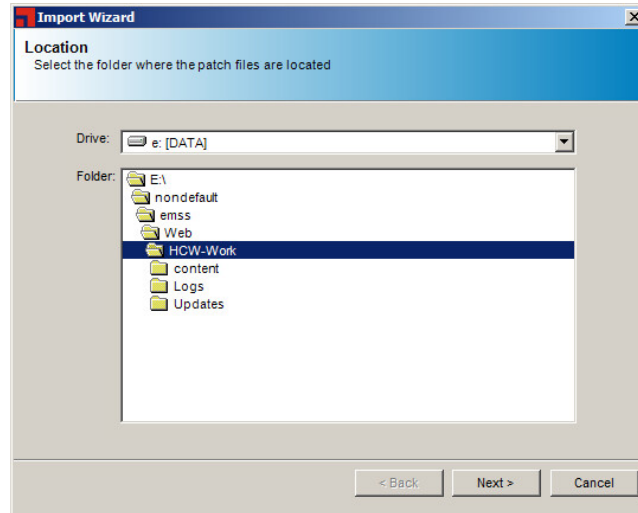 Import Wizard
Location
Select the folder where the patch files are located
Drive: e: [DATA]
Folder: E:\
nondefault
emss
Web
HCW-Work
content
Logs
Updates
< Back Next > Cancel